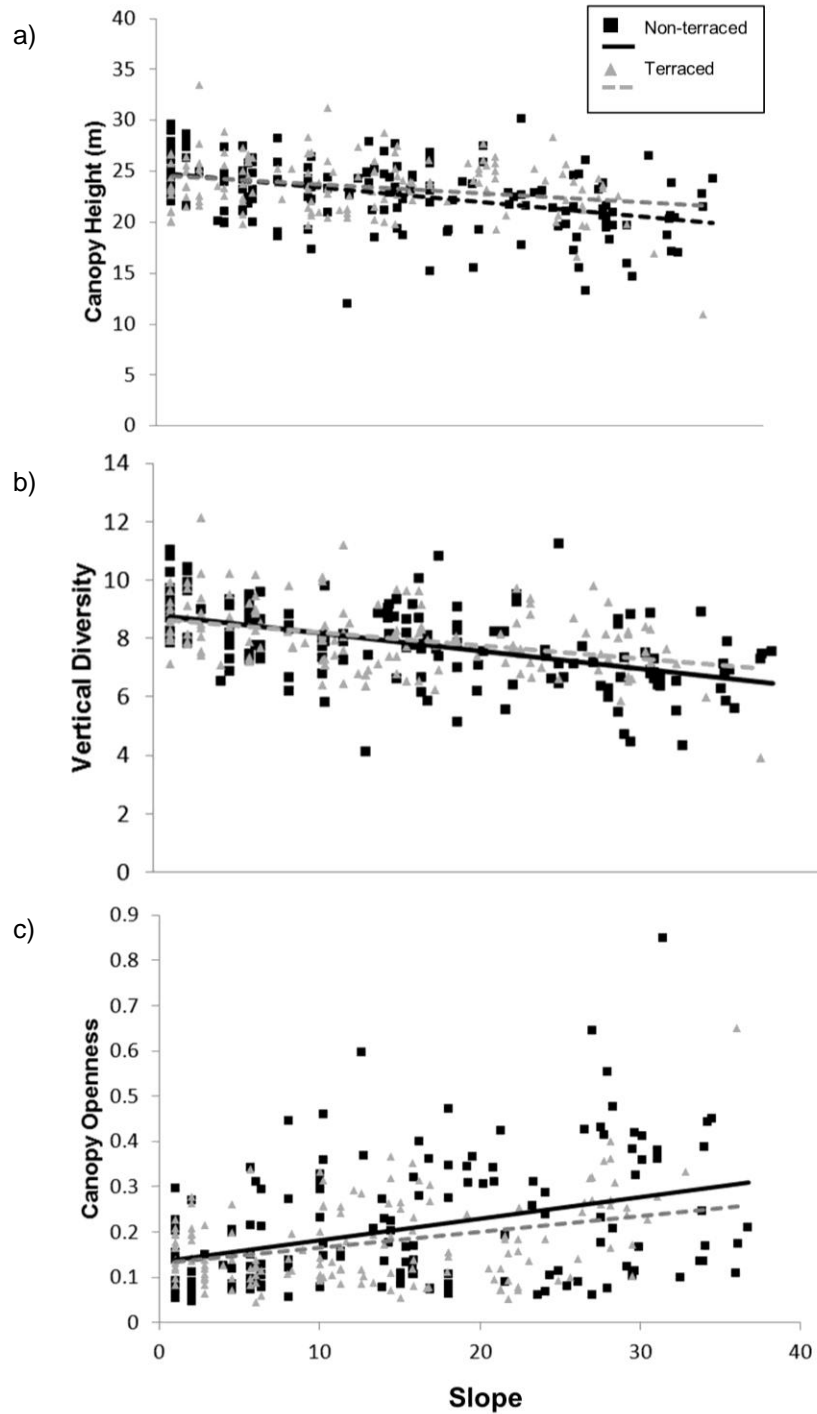 a)
Non-terraced
Terraced
Canopy Height (m)
40
35
30
25
20
15
10
5
0
b)
Vertical Diversity
14
12
10
8
6
4
2
0
c)
Canopy Openness
0.9
0.8
0.7
0.6
0.5
0.4
0.3
0.2
0.1
0
0 10 20 30 40
Slope